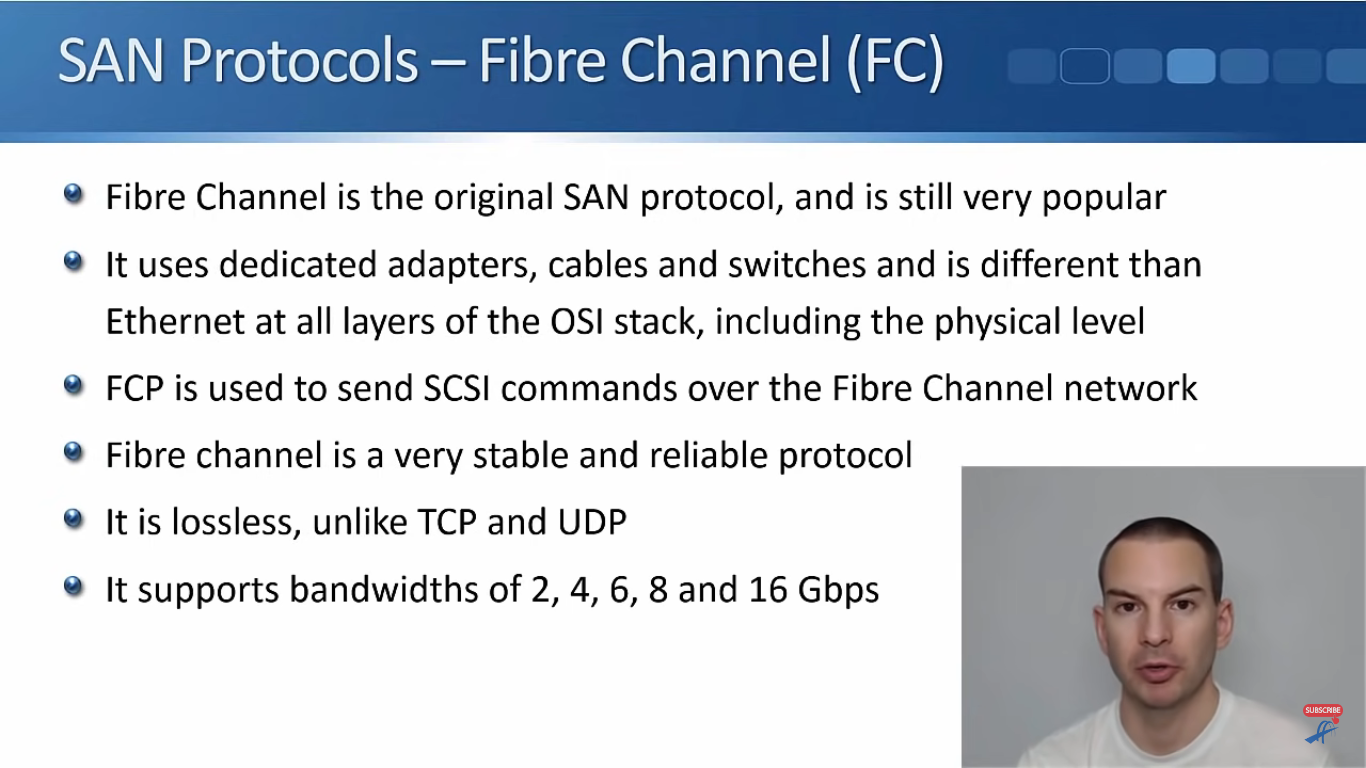 SAN Protocols – Fibre Channel (FC)
Fibre Channel is the original SAN protocol, and is still very popular
It uses dedicated adapters, cables and switches and is different than
Ethernet at all layers of the OSI stack, including the physical level
FCP is used to send SCSI commands over the Fibre Channel network
Fibre channel is a very stable and reliable protocol
It is lossless, unlike TCP and UDP
It supports bandwidths of 2, 4, 6, 8 and 16 Gbps
SUBSCRIBE